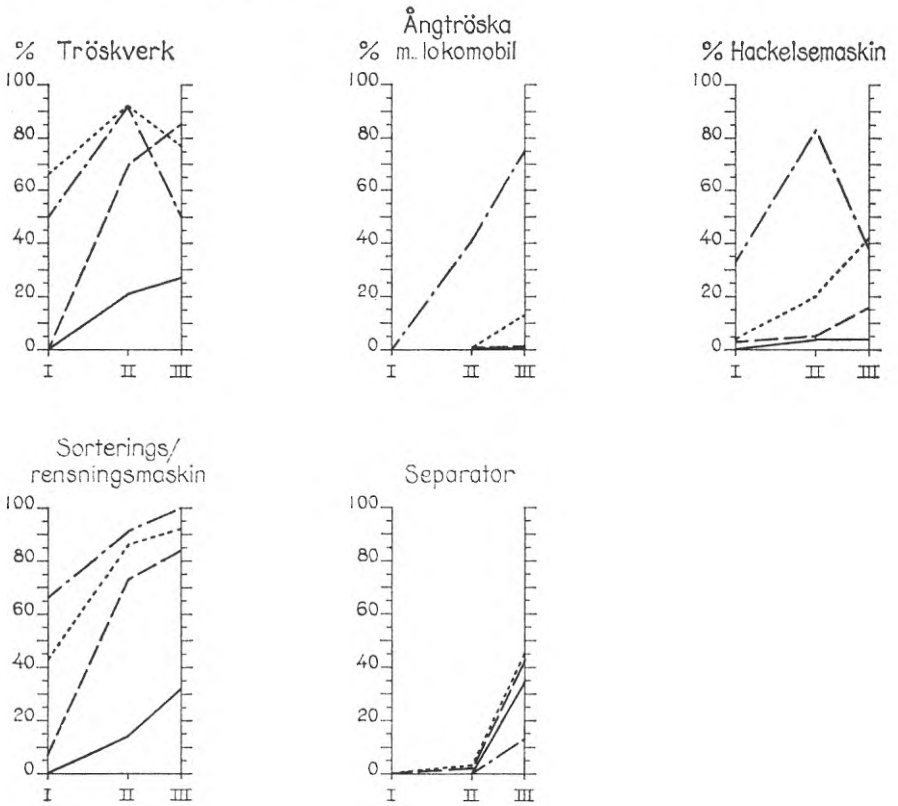 % Tröskverk
100
80
60
40
20
0
I II III
Ångtröska
% m. lokomobil
100
80
60
40
20
0
I II III
% Hackelsemaskin
100
80
60
40
20
0
I II III
Sorterings/
rensningsmaskin
100
80
60
40
20
0
I II III
Separator
100
80
60
40
20
0
I II III